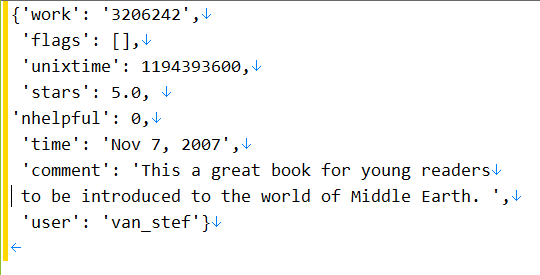 {'work': '3206242',↓
'flags': [],↓
'unixtime': 1194393600,↓
'stars': 5.0, ↓
'nhelpful': 0,↓
'time': 'Nov 7, 2007',↓
'comment': 'This a great book for young readers↓
to be introduced to the world of Middle Earth. ',↓
'user': 'van_stef'}↓
←